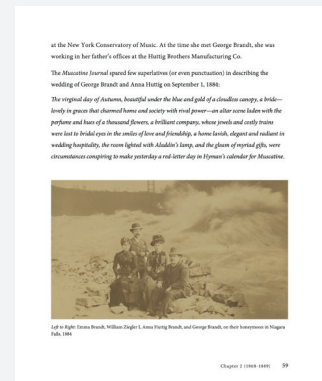 at the New York Conservatory of Music. At the time she met George Brandt, she was
working in her father's offices at the Huttig Brothers Manufacturing Co.
The Muscatine Journal spared few superlatives (or even punctuation) in describing the
wedding of George Brandt and Anna Huttig on September 1, 1884:
The virginal day of Autumn, beautiful under the blue and gold of a cloudless canopy, a bride—
lovely in graces that charmed home and society with rival power—an altar scene laden with the
perfume and hues of a thousand flowers, a brilliant company, whose jewels and costly trains
were lost to bridal eyes in the smiles of love and friendship, a home lavish, elegant and radiant in
wedding hospitality, the room lighted with Aladdin's lamp, and the gleam of myriad gifts, were
circumstances conspiring to make yesterday a red-letter day in Hyman's calendar for Muscatine.
Left to Right: Emma Brandt, William Ziegler I, Anna Huttig Brandt, and George Brandt, on their honeymoon in Niagara
Falls, 1884
Chapter 2 (1868-1889) 59